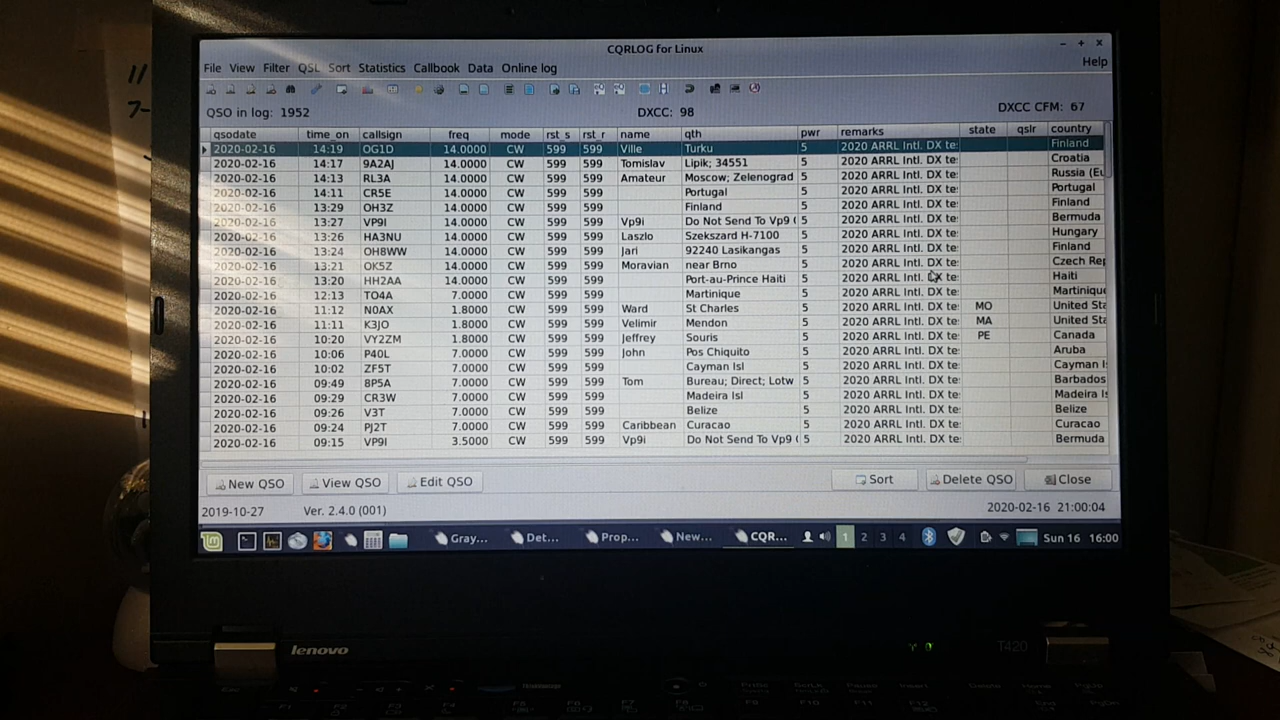 11
7-
CQRLOG for Linux
File View Filter QSL Sort Statistics Callbook Data Online log Help
QSO in log: 1952 DXCC: 98 DXCC CFM: 67
qsodate time_on callsign freq mode rst_s rst_r name qth pwr remarks state qslr country
2020-02-16 14:19 OG1D 14.0000 CW 599 599 Ville Turku 5 2020 ARRL Intl. DX te: Finland
2020-02-16 14:17 9A2AJ 14.0000 CW 599 599 Tomislav Lipik; 34551 5 2020 ARRL Intl. DX te: Croatia
2020-02-16 14:13 RL3A 14.0000 CW 599 599 Amateur Moscow; Zelenograd 5 2020 ARRL Intl. DX te: Russia (Eu
2020-02-16 14:11 CR5E 14.0000 CW 599 599 Portugal 5 2020 ARRL Intl. DX te: Portugal
2020-02-16 13:29 OH3Z 14.0000 CW 599 599 Finland 5 2020 ARRL Intl. DX te: Finland
2020-02-16 13:27 VP9I 14.0000 CW 599 599 Vp9i Do Not Send To Vp9 ( 5 2020 ARRL Intl. DX te: Bermuda
2020-02-16 13:26 HA3NU 14.0000 CW 599 599 Laszlo Szekszard H-7100 5 2020 ARRL Intl. DX te: Hungary
2020-02-16 13:24 OH8WW 14.0000 CW 599 599 Jari 92240 Lasikangas 5 2020 ARRL Intl. DX te: Finland
2020-02-16 13:21 OK5Z 14.0000 CW 599 599 Moravian near Brno 5 2020 ARRL Intl. DX te: Czech Rep
2020-02-16 13:20 HH2AA 14.0000 CW 599 599 Port-au-Prince Haiti 5 2020 ARRL Intl. DX te: Haiti
2020-02-16 12:13 TO4A 7.0000 CW 599 599 Martinique 5 2020 ARRL Intl. DX te: Martinique
2020-02-16 11:12 N0AX 1.8000 CW 599 599 Ward St Charles 5 2020 ARRL Intl. DX te: MO United Sta
2020-02-16 11:11 K3JO 1.8000 CW 599 599 Velimir Mendon 5 2020 ARRL Intl. DX te: MA United Sta
2020-02-16 10:20 VY2ZM 1.8000 CW 599 599 Jeffrey Souris 5 2020 ARRL Intl. DX te: PE Canada
2020-02-16 10:06 P40L 7.0000 CW 599 599 John Pos Chiquito 5 2020 ARRL Intl. DX te: Aruba
2020-02-16 10:02 ZF5T 7.0000 CW 599 599 Cayman Isl 5 2020 ARRL Intl. DX te: Cayman I
2020-02-16 09:49 8P5A 7.0000 CW 599 599 Tom Bureau; Direct; Lotw 5 2020 ARRL Intl. DX te: Barbados
2020-02-16 09:29 CR3W 7.0000 CW 599 599 Madeira Isl 5 2020 ARRL Intl. DX te: Madeira Is
2020-02-16 09:26 V3T 7.0000 CW 599 599 Belize 5 2020 ARRL Intl. DX te: Belize
2020-02-16 09:24 PJ2T 7.0000 CW 599 599 Caribbean Curacao 5 2020 ARRL Intl. DX te: Curacao
2020-02-16 09:15 VP9I 3.5000 CW 599 599 Vp9i Do Not Send To Vp9 ( 5 2020 ARRL Intl. DX te: Bermuda
New QSO View QSO Edit QSO Sort Delete QSO Close
2019-10-27 Ver. 2.4.0 (001) 2020-02-16 21:00:04
Gray... Det... Prop... New... CQR... 1 2 3 4 Sun 16 16:00
lenovo T420